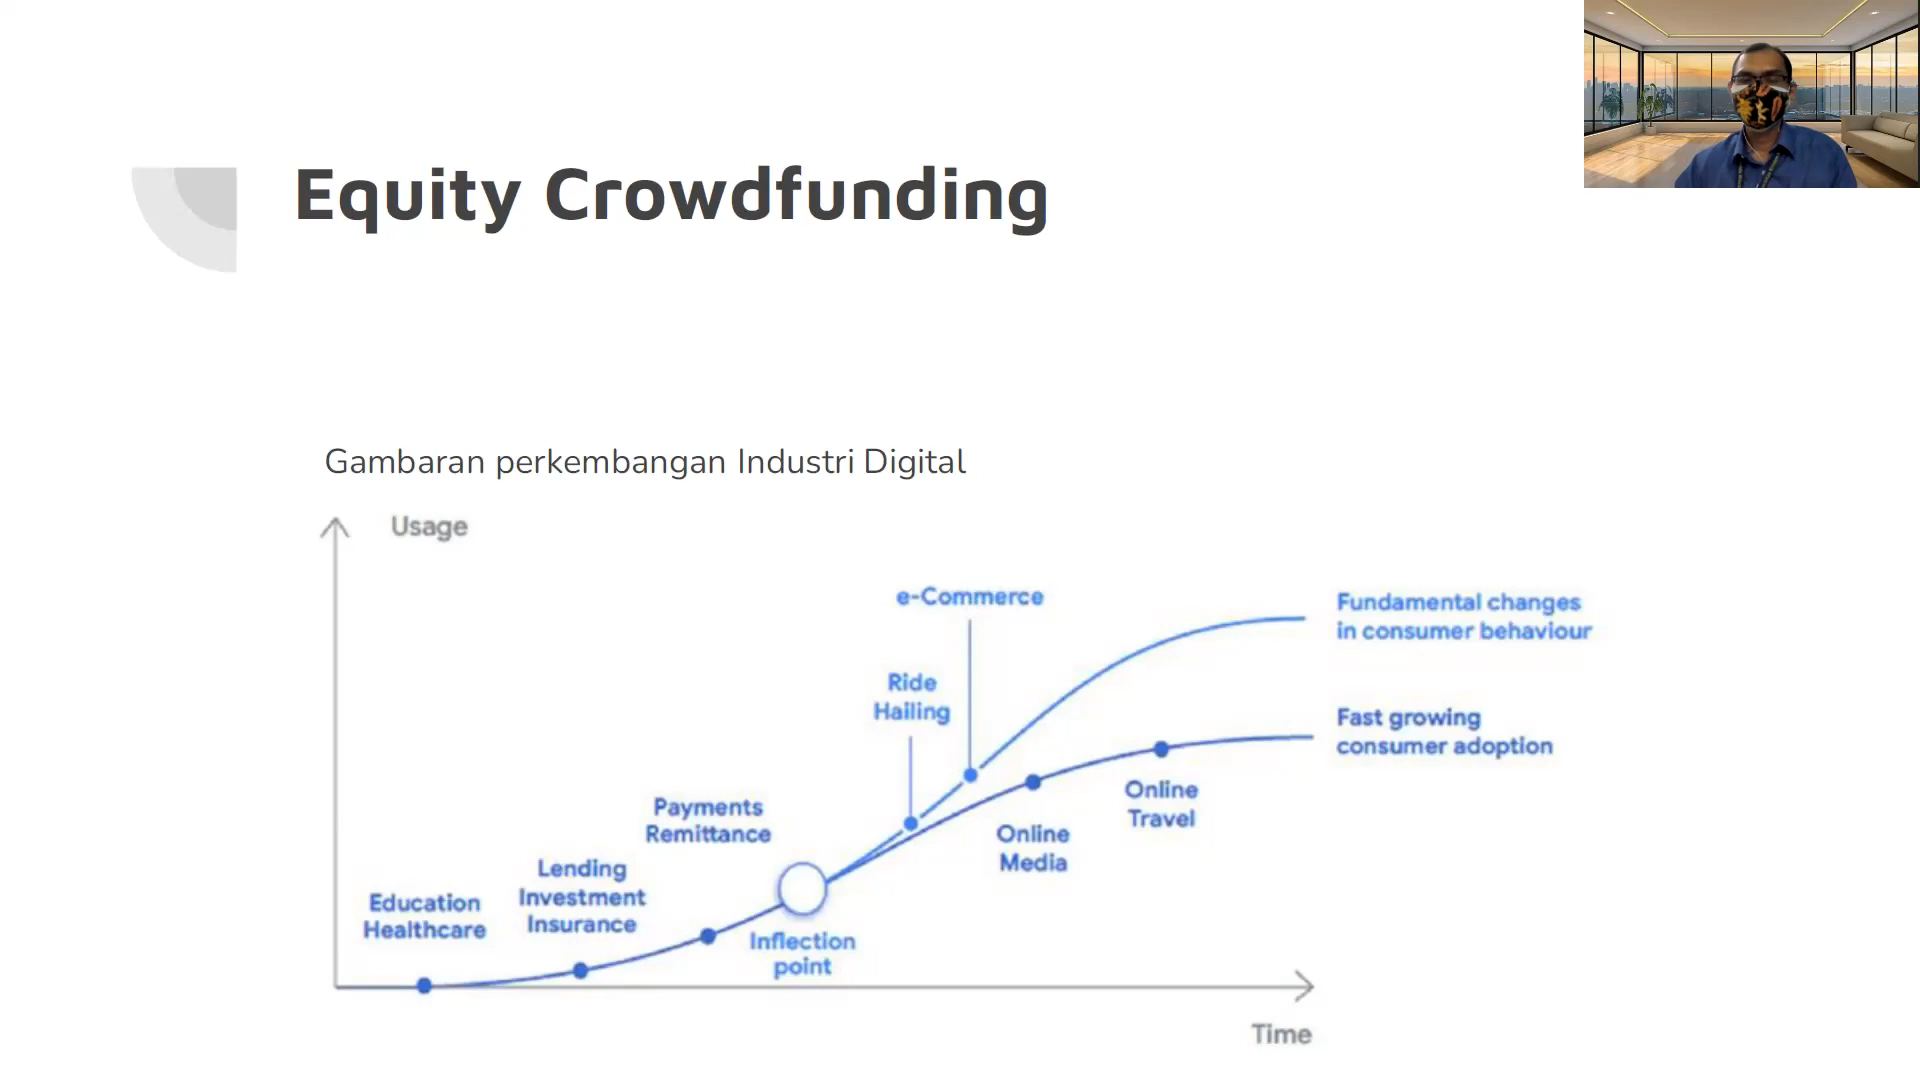 Equity Crowdfunding
Gambaran perkembangan Industri Digital
Usage
e-Commerce
Fundamental changes
in consumer behaviour
Ride
Hailing
Fast growing
consumer adoption
Payments
Remittance
Online
Travel
Online
Media
Lending
Investment
Insurance
Education
Healthcare
Inflection
point
Time